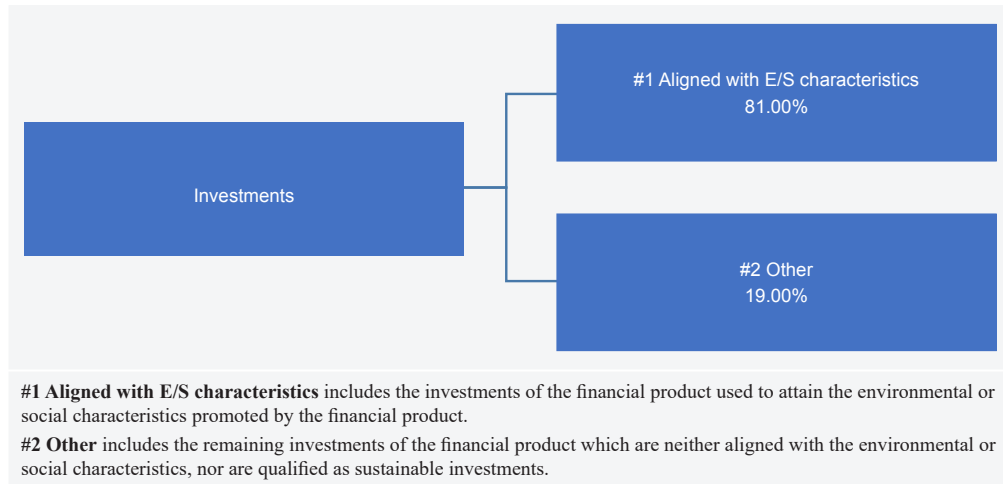 Investments
#1 Aligned with E/S characteristics
81.00%
#2 Other
19.00%
#1 Aligned with E/S characteristics includes the investments of the financial product used to attain the environmental or
social characteristics promoted by the financial product.
#2 Other includes the remaining investments of the financial product which are neither aligned with the environmental or
social characteristics, nor are qualified as sustainable investments.